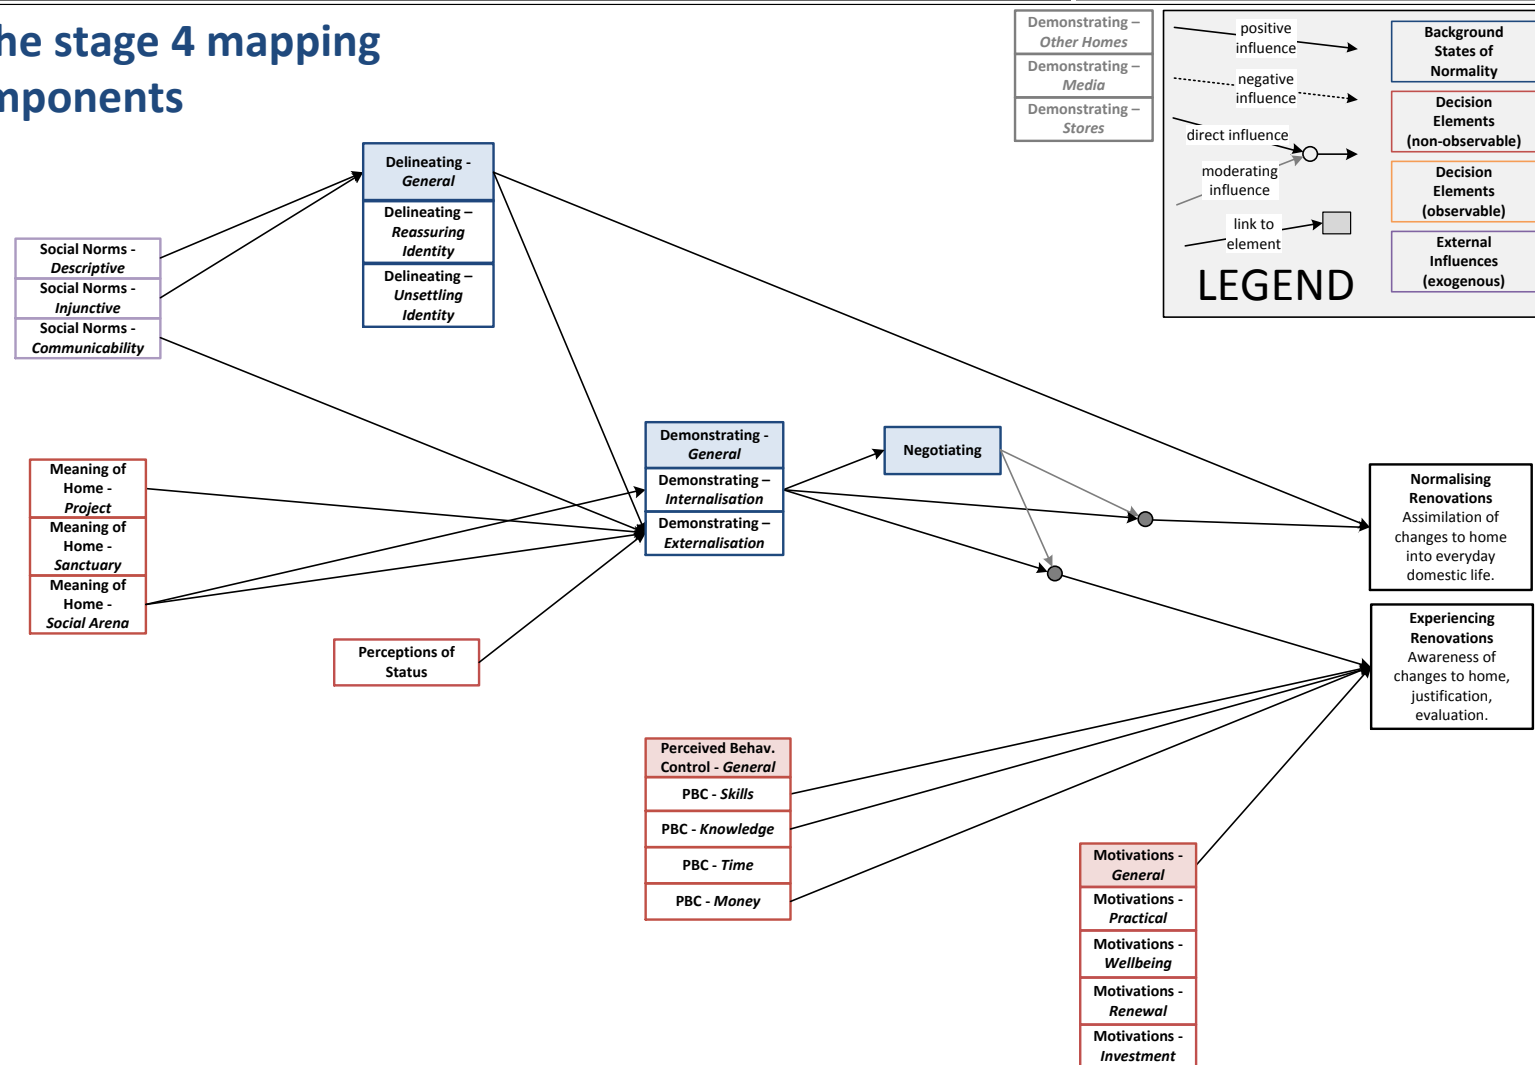 he stage 4 mapping
mponents
Demonstrating –
Other Homes
Demonstrating –
Media
Demonstrating –
Stores
positive
influence
negative
influence
direct influence
moderating
influence
link to
element
LEGEND
Background
States of
Normality
Decision
Elements
(non-observable)
Decision
Elements
(observable)
External
Influences
(exogenous)
Delineating -
General
Delineating –
Reassuring
Identity
Delineating –
Unsettling
Identity
Social Norms -
Descriptive
Social Norms -
Injunctive
Social Norms -
Communicability
Meaning of
Home -
Project
Meaning of
Home -
Sanctuary
Meaning of
Home -
Social Arena
Perceptions of
Status
Demonstrating -
General
Demonstrating –
Internalisation
Demonstrating –
Externalisation
Negotiating
Normalising
Renovations
Assimilation of
changes to home
into everyday
domestic life.
Experiencing
Renovations
Awareness of
changes to home,
justification,
evaluation.
Perceived Behav.
Control - General
PBC - Skills
PBC - Knowledge
PBC - Time
PBC - Money
Motivations -
General
Motivations -
Practical
Motivations -
Wellbeing
Motivations -
Renewal
Motivations -
Investment